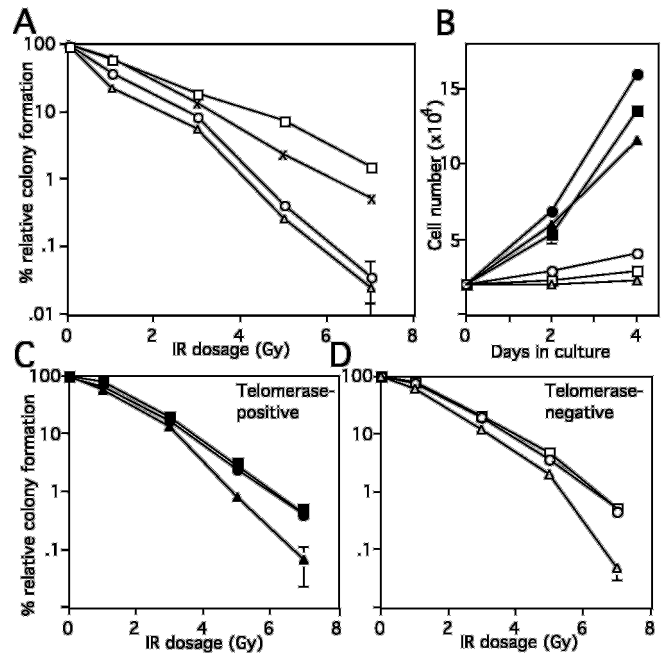 A
100
10
1
.1
.01
% relative colony formation
0
2
4
6
8
IR dosage (Gy)
B
15
10
5
Cell number (x10⁴)
0
2
4
Days in culture
C
Telomerase-
positive
100
10
1
.1
% relative colony formation
0
2
4
6
8
IR dosage (Gy)
D
Telomerase-
negative
100
10
1
.1
0
2
4
6
8
IR dosage (Gy)